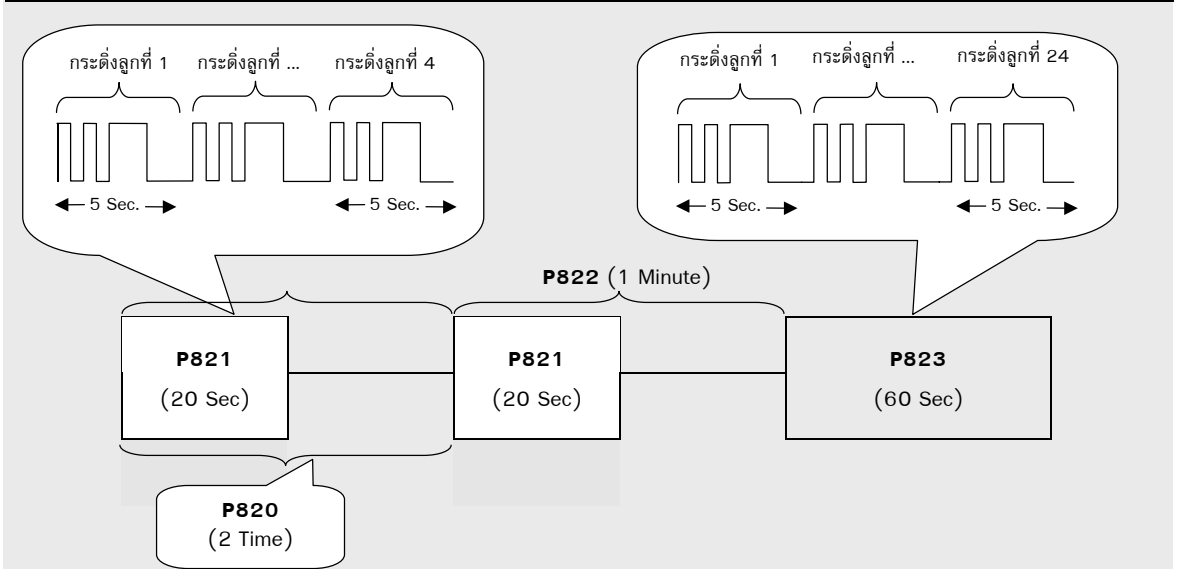 กระดิ่งลูกที่ 1 กระดิ่งลูกที่ ... กระดิ่งลูกที่ 4
5 Sec. 5 Sec.
กระดิ่งลูกที่ 1 กระดิ่งลูกที่ ... กระดิ่งลูกที่ 24
5 Sec. 5 Sec.
P822 (1 Minute)
P821
(20 Sec)
P821
(20 Sec)
P823
(60 Sec)
P820
(2 Time)